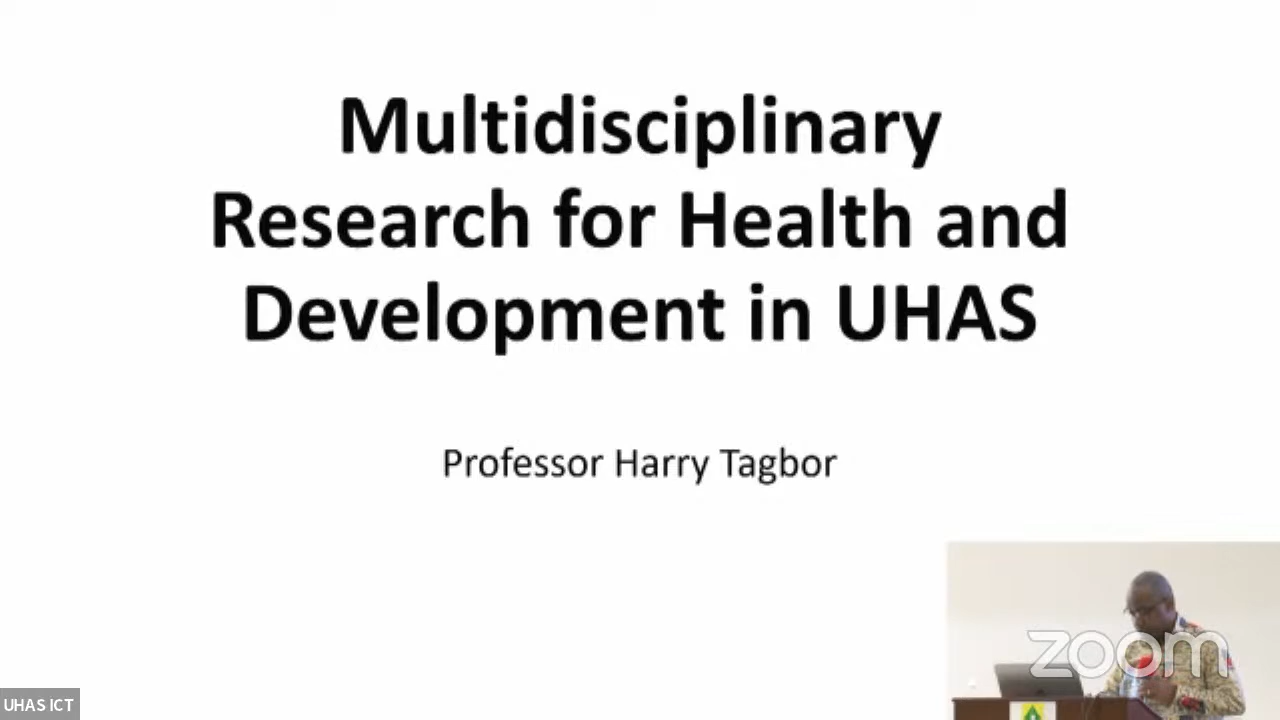 Multidisciplinary
Research for Health and
Development in UHAS
Professor Harry Tagbor
zoom
UHAS ICT